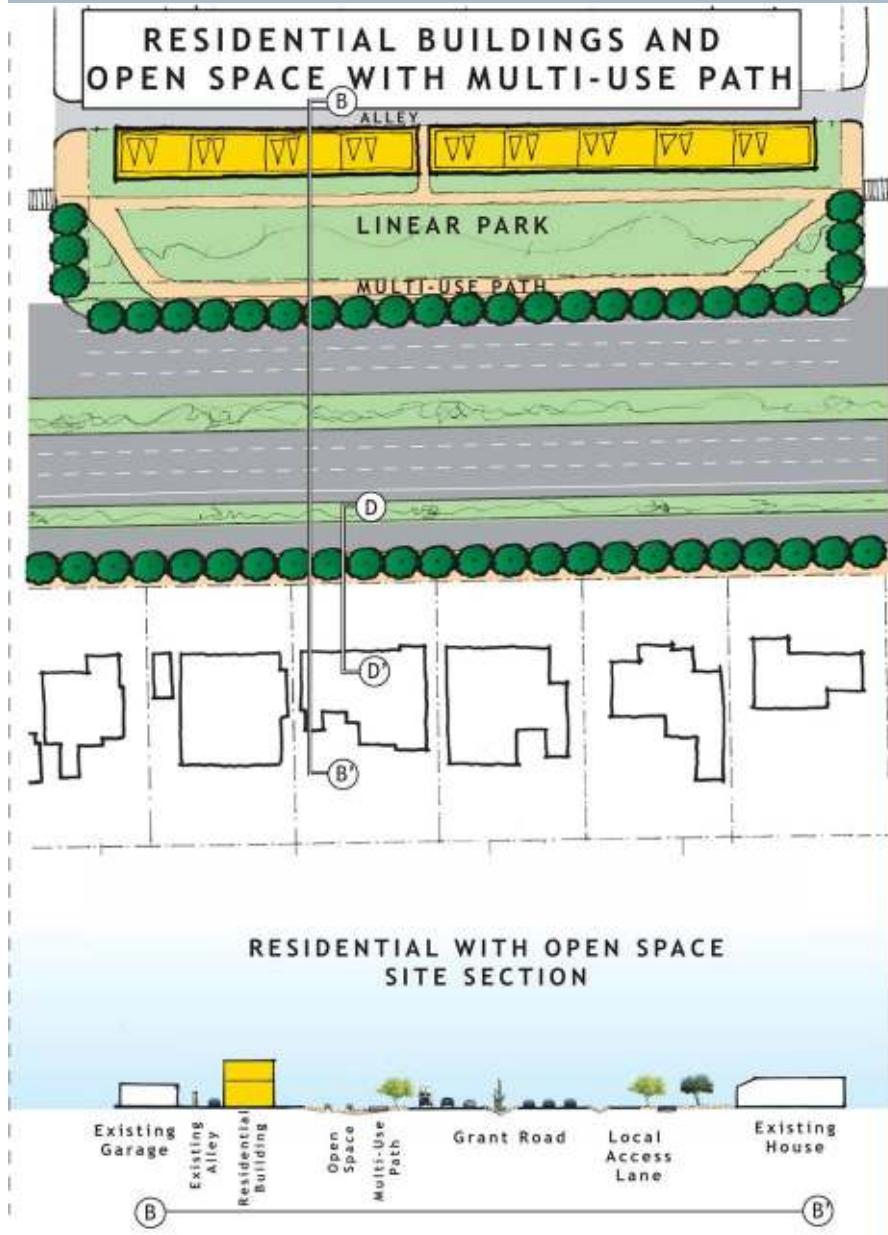 RESIDENTIAL BUILDINGS AND
OPEN SPACE WITH MULTI-USE PATH
B
ALLEY
LINEAR PARK
MULTI-USE PATH
D
D'
B'
RESIDENTIAL WITH OPEN SPACE
SITE SECTION
Existing
Garage
Existing
Alley
Residential
Building
Open
Space
Multi-Use
Path
Grant Road
Local
Access
Lane
Existing
House
B
B'